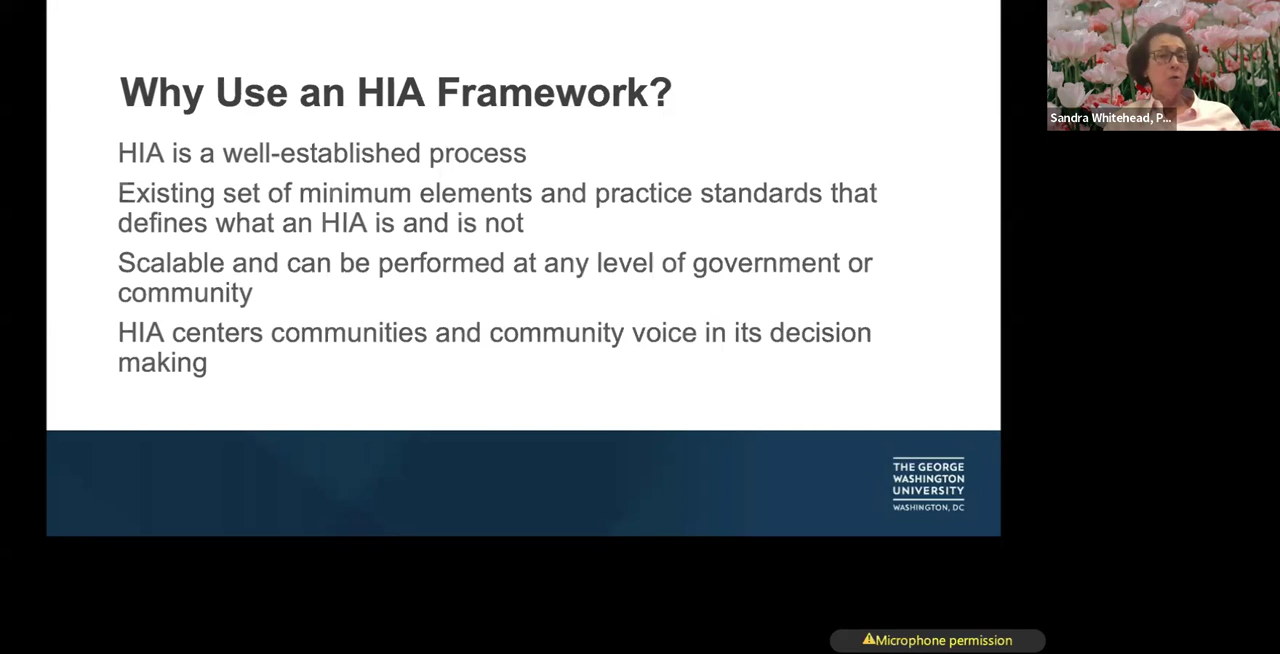 Why Use an HIA Framework?
HIA is a well-established process
Existing set of minimum elements and practice standards that
defines what an HIA is and is not
Scalable and can be performed at any level of government or
community
HIA centers communities and community voice in its decision
making
THE GEORGE
WASHINGTON
UNIVERSITY
WASHINGTON, DC
Sandra Whitehead, P...
Microphone permission